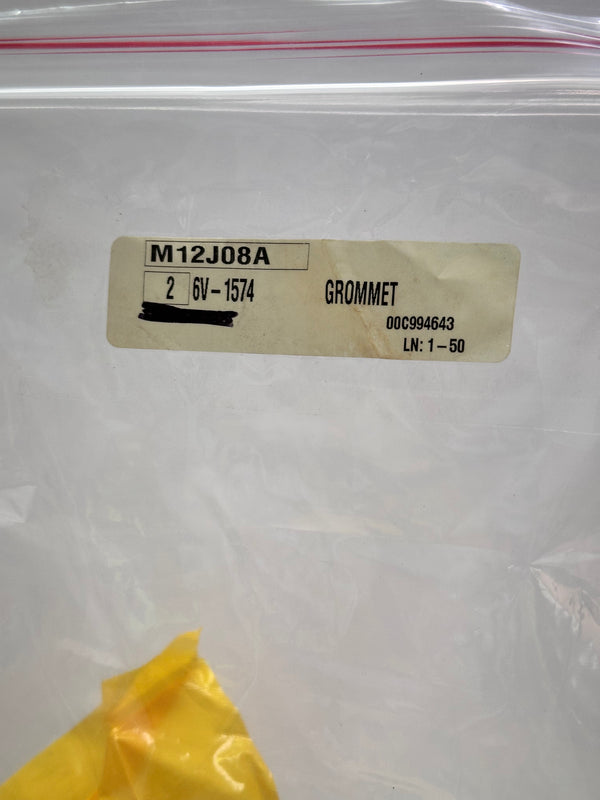 M12J08A
2 6V-1574 GROMMET
00C994643
LN: 1-50